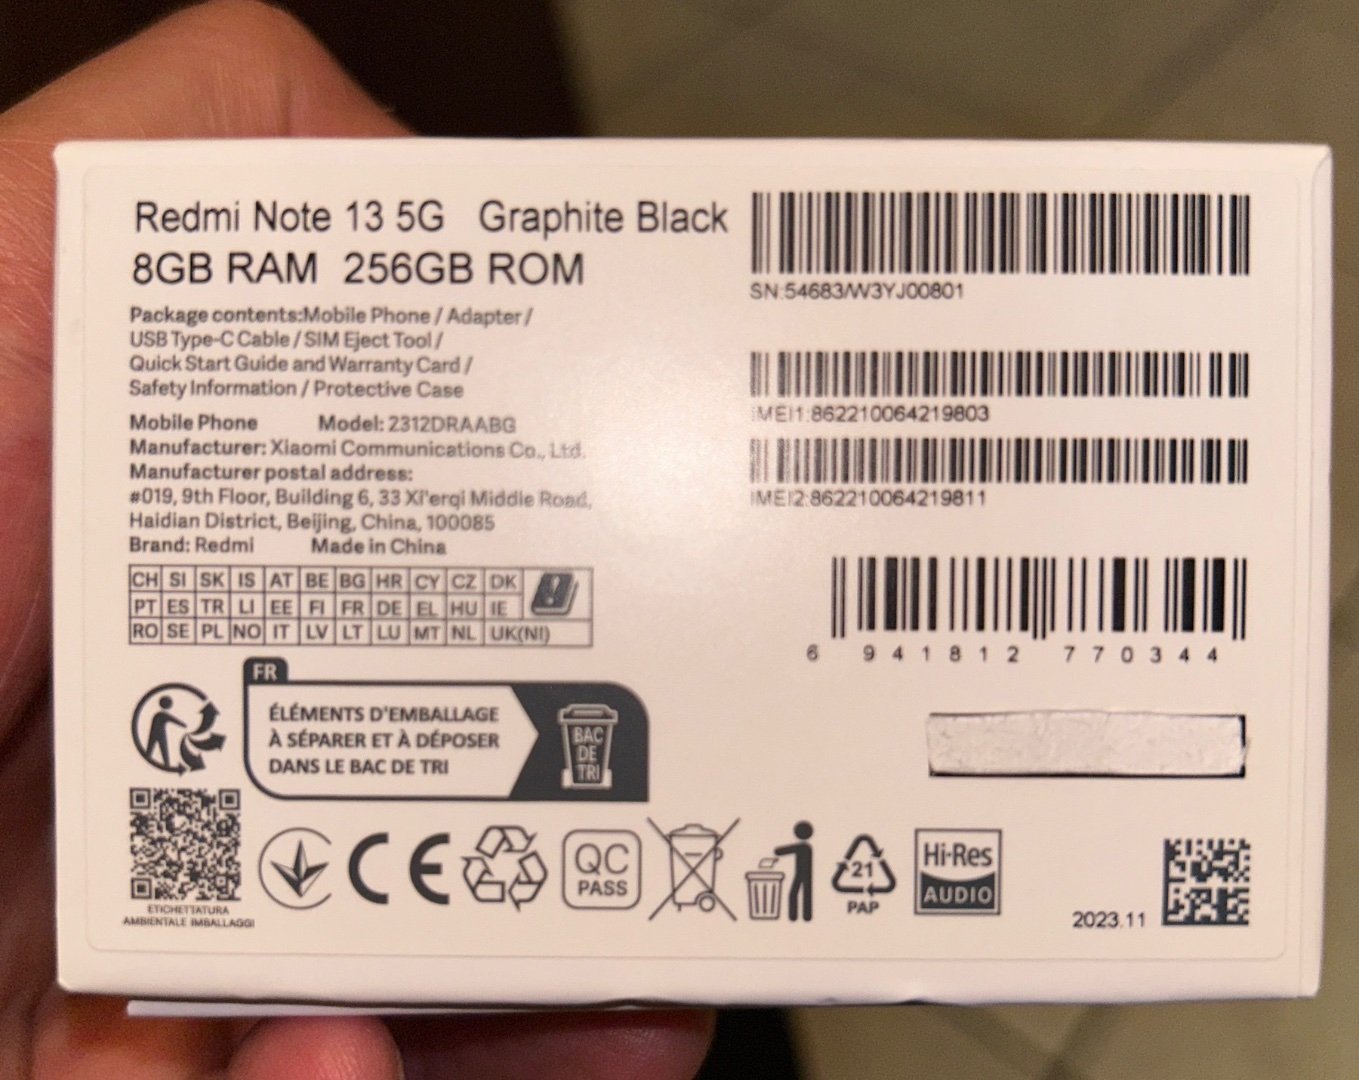 Redmi Note 13 5G Graphite Black
8GB RAM 256GB ROM
Package contents:Mobile Phone / Adapter /
USB Type-C Cable / SIM Eject Tool /
Quick Start Guide and Warranty Card /
Safety Information / Protective Case
Mobile Phone Model: 2312DRAABG
Manufacturer: Xiaomi Communications Co., Ltd.
Manufacturer postal address:
#019, 9th Floor, Building 6, 33 Xi'erqi Middle Road,
Haidian District, Beijing, China, 100085
Brand: Redmi Made in China
CH SI SK IS AT BE BG HR CY CZ DK
PT ES TR LI EE FI FR DE EL HU IE
RO SE PL NO IT LV LT LU MT NL UK(NI)
FR
ÉLÉMENTS D'EMBALLAGE
À SÉPARER ET À DÉPOSER
DANS LE BAC DE TRI
BAC
DE
TRI
ETICHETTATURA
AMBIENTALE IMBALLAGGI
CE
QC
PASS
21
PAP
Hi-Res
AUDIO
SN:54683/W3YJ00801
IMEI1:862210064219803
IMEI2:862210064219811
6 941812 770344
2023.11